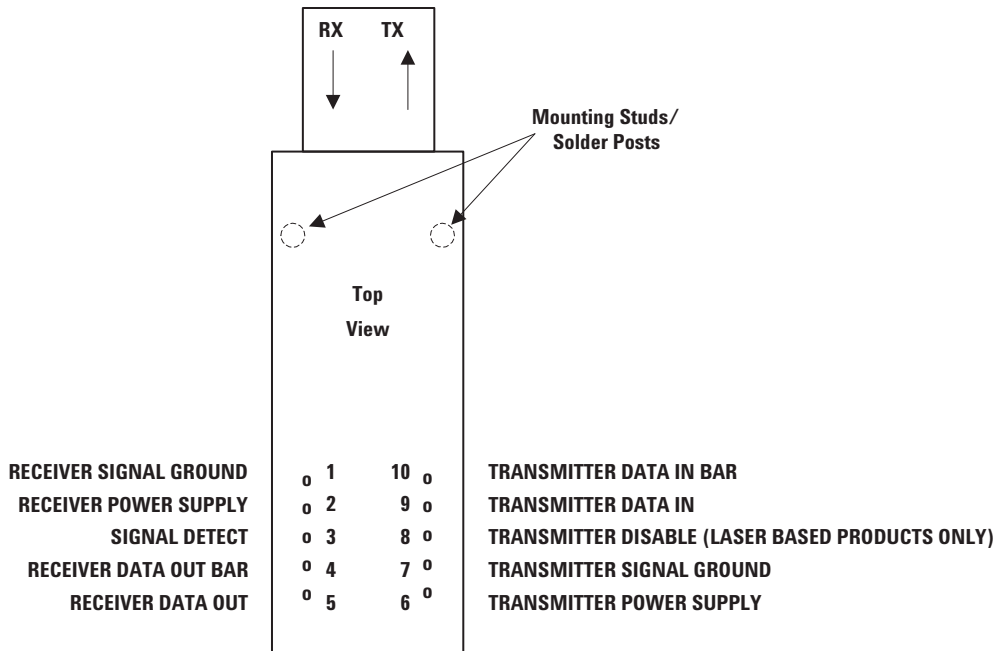 RX TX
Mounting Studs/
Solder Posts
Top
View
RECEIVER SIGNAL GROUND o 1 10 o TRANSMITTER DATA IN BAR
RECEIVER POWER SUPPLY o 2 9 o TRANSMITTER DATA IN
SIGNAL DETECT o 3 8 o TRANSMITTER DISABLE (LASER BASED PRODUCTS ONLY)
RECEIVER DATA OUT BAR o 4 7 o TRANSMITTER SIGNAL GROUND
RECEIVER DATA OUT o 5 6 o TRANSMITTER POWER SUPPLY